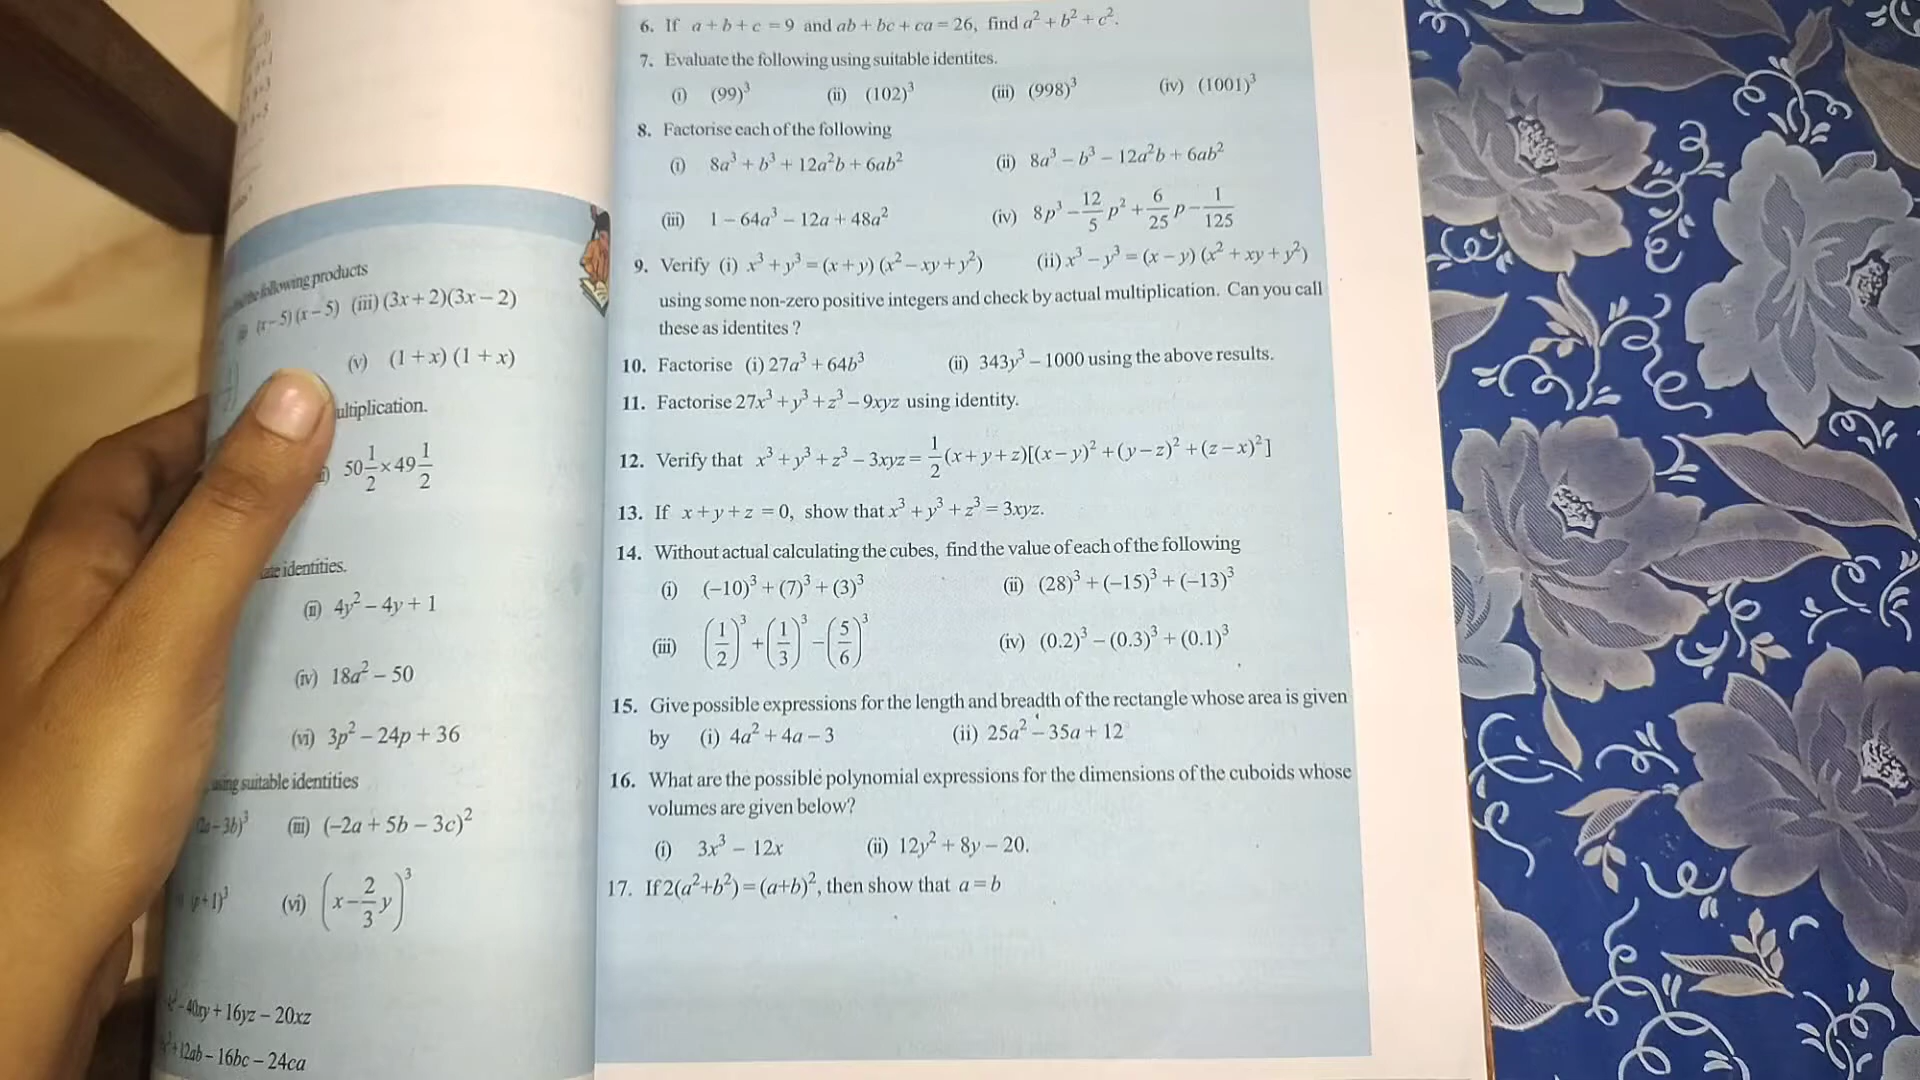 the following products
(x – 5) (x – 5) (iii) (3x + 2)(3x – 2)
(v) (1 + x) (1 + x)
ultiplication.
50 1/2 × 49 1/2
identities.
(ii) 4y² – 4y + 1
(iv) 18a² – 50
(vi) 3p² – 24p + 36
using suitable identities
– 3b)³ (iii) (–2a + 5b – 3c)²
+ 1)³ (vi) (x – 2/3 y)³
– 40xy + 16yz – 20xz
+ 12ab – 16bc – 24ca
6. If a + b + c = 9 and ab + bc + ca = 26, find a² + b² + c².
7. Evaluate the following using suitable identites.
(i) (99)³ (ii) (102)³ (iii) (998)³ (iv) (1001)³
8. Factorise each of the following
(i) 8a³ + b³ + 12a²b + 6ab² (ii) 8a³ – b³ – 12a²b + 6ab²
(iii) 1 – 64a³ – 12a + 48a² (iv) 8p³ – 12/5 p² + 6/25 p – 1/125
9. Verify (i) x³ + y³ = (x + y) (x² – xy + y²) (ii) x³ – y³ = (x – y) (x² + xy + y²)
using some non-zero positive integers and check by actual multiplication. Can you call
these as identites ?
10. Factorise (i) 27a³ + 64b³ (ii) 343y³ – 1000 using the above results.
11. Factorise 27x³ + y³ + z³ – 9xyz using identity.
12. Verify that x³ + y³ + z³ – 3xyz = 1/2 (x + y + z)[(x – y)² + (y – z)² + (z – x)²]
13. If x + y + z = 0, show that x³ + y³ + z³ = 3xyz.
14. Without actual calculating the cubes, find the value of each of the following
(i) (–10)³ + (7)³ + (3)³ (ii) (28)³ + (–15)³ + (–13)³
(iii) (1/2)³ + (1/3)³ – (5/6)³ (iv) (0.2)³ – (0.3)³ + (0.1)³
15. Give possible expressions for the length and breadth of the rectangle whose area is given
by (i) 4a² + 4a – 3 (ii) 25a² – 35a + 12
16. What are the possible polynomial expressions for the dimensions of the cuboids whose
volumes are given below?
(i) 3x³ – 12x (ii) 12y² + 8y – 20.
17. If 2(a²+b²) = (a+b)², then show that a = b